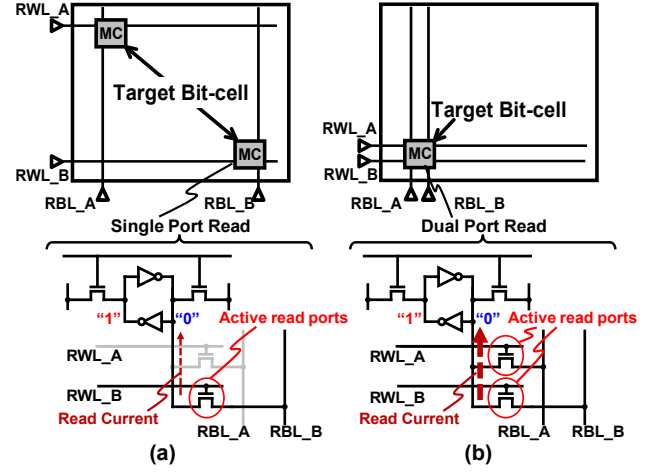 RWL_A
MC
Target Bit-cell
RWL_B
MC
RBL_A
RBL_B
Single Port Read
“1”
“0”
Active read ports
RWL_A
RWL_B
Read Current
RBL_A
RBL_B
(a)
Target Bit-cell
RWL_A
MC
RWL_B
RBL_A
RBL_B
Dual Port Read
“1”
“0”
Active read ports
RWL_A
RWL_B
Read Current
RBL_A
RBL_B
(b)